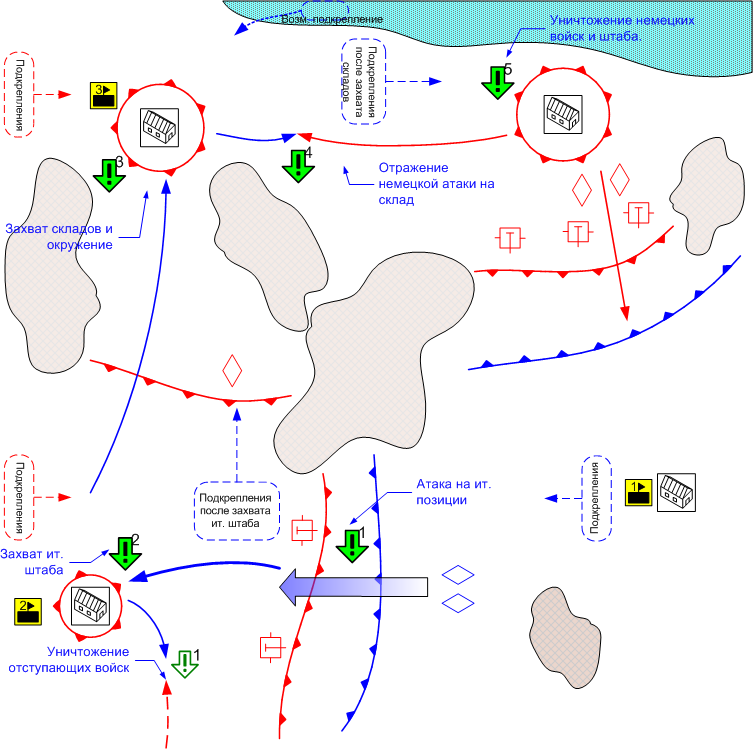 Возм. подкрепление
Уничтожение немецких
войск и штаба.
5
Подкрепления
после захвата
складов
Подкрепления
3
3
4
Отражение
немецкой атаки на
склад
Захват складов и
окружение
Подкрепления
Подкрепления
после захвата
ит. штаба
Атака на ит.
позиции
1
Подкрепления
1
Захват ит.
штаба
2
2
Уничтожение
отступающих войск
1